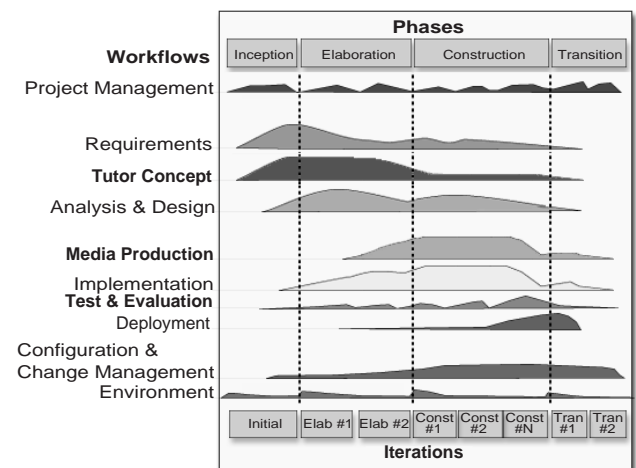 Phases
Workflows
Inception Elaboration Construction Transition
Project Management
Requirements
Tutor Concept
Analysis & Design
Media Production
Implementation
Test & Evaluation
Deployment
Configuration &
Change Management
Environment
Initial Elab #1 Elab #2 Const #1 Const #2 Const #N Tran #1 Tran #2
Iterations